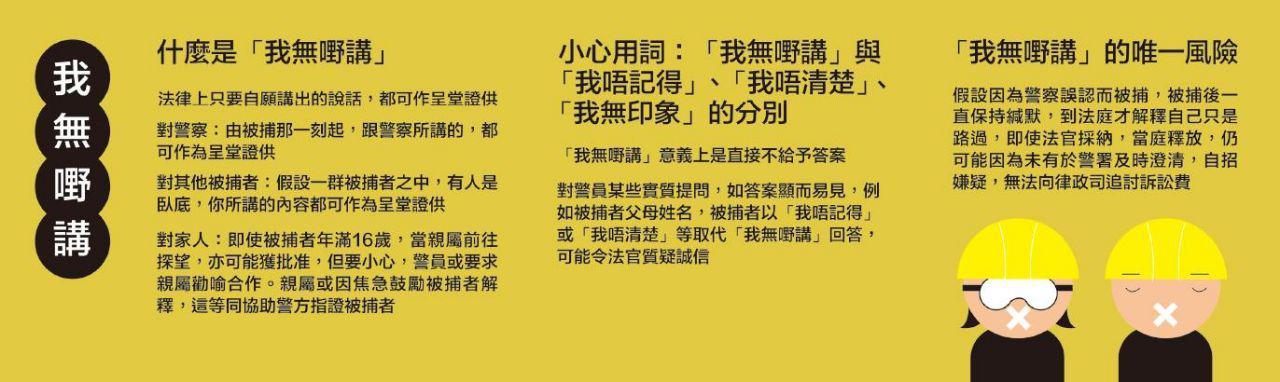 我無嘢講
什麼是「我無嘢講」
法律上只要自願講出的說話，都可作呈堂證供
對警察：由被捕那一刻起，跟警察所講的，都
可作為呈堂證供
對其他被捕者：假設一群被捕者之中，有人是
臥底，你所講的內容都可作為呈堂證供
對家人：即使被捕者年滿16歲，當親屬前往
探望，亦可能獲批准，但要小心，警員或要求
親屬勸喻合作。親屬或因焦急鼓勵被捕者解
釋，這等同協助警方指證被捕者
小心用詞：「我無嘢講」與
「我唔記得」、「我唔清楚」、
「我無印象」的分別
「我無嘢講」意義上是直接不給予答案
對警員某些實質提問，如答案顯而易見，例
如被捕者父母姓名，被捕者以「我唔記得」
或「我唔清楚」等取代「我無嘢講」回答，
可能令法官質疑誠信
「我無嘢講」的唯一風險
假設因為警察誤認而被捕，被捕後一
直保持緘默，到法庭才解釋自己只是
路過，即使法官採納，當庭釋放，仍
可能因為未有於警署及時澄清，自招
嫌疑，無法向律政司追討訴訟費